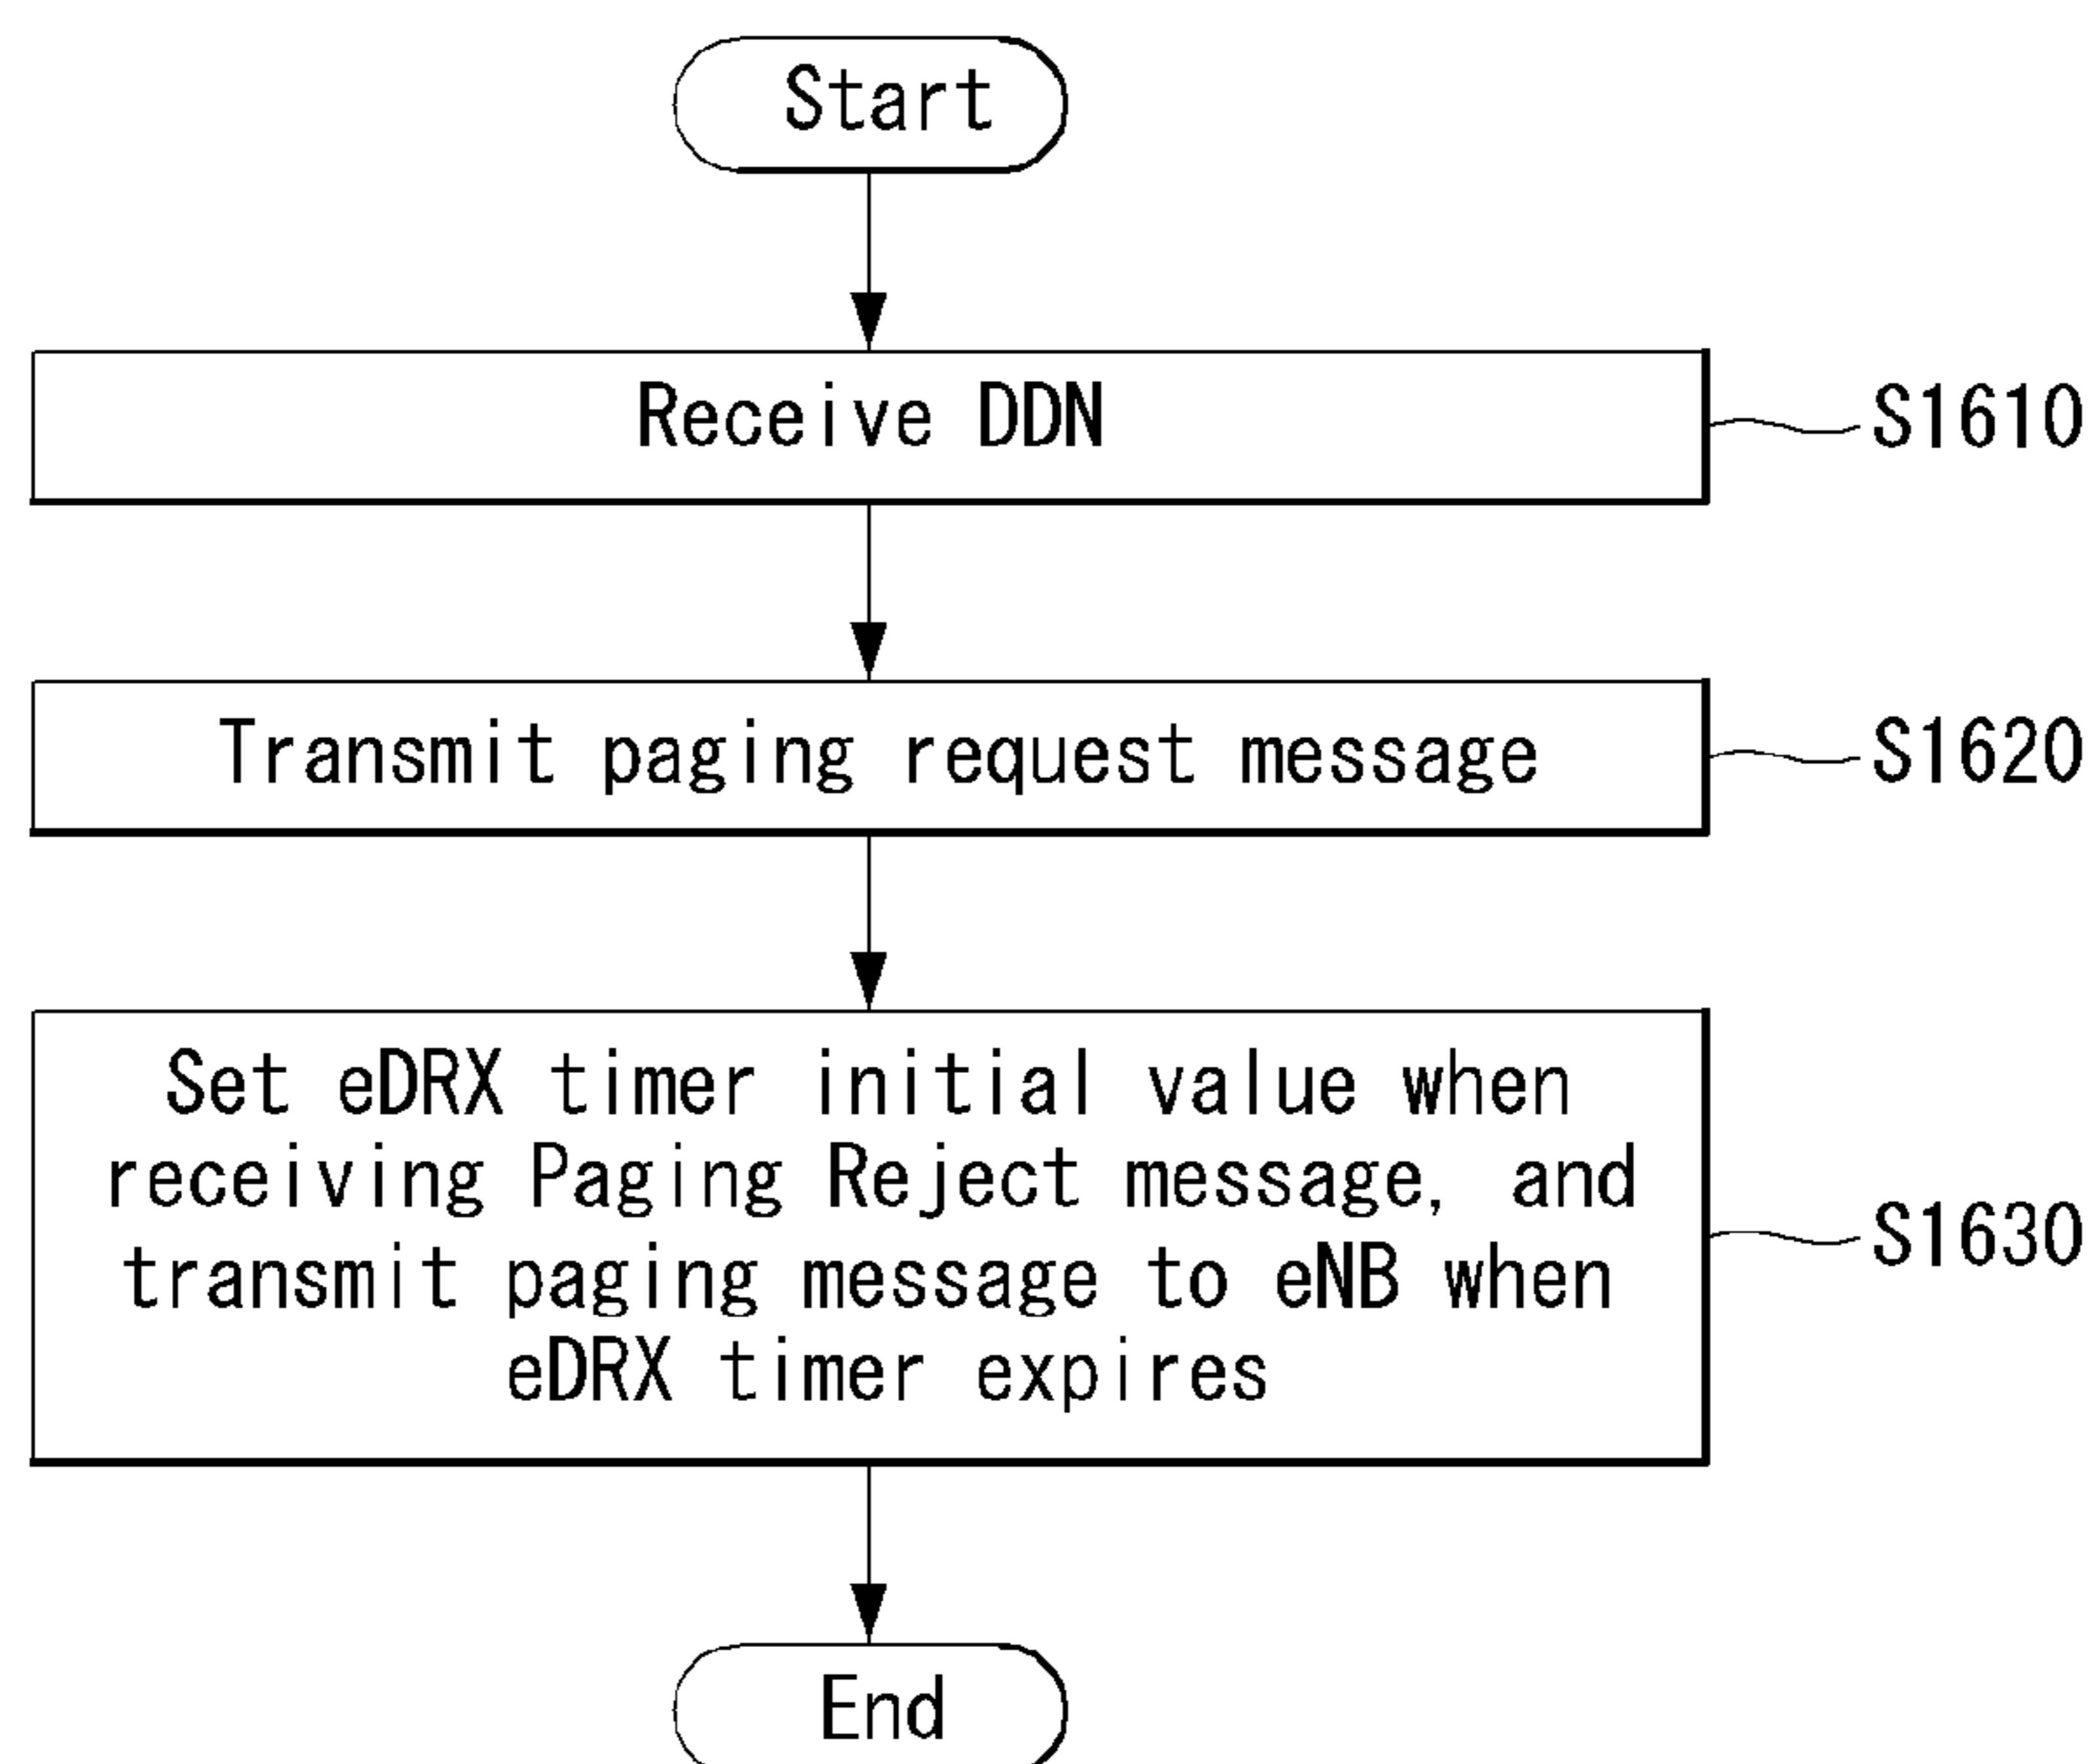 Start
Receive DDN
S1610
Transmit paging request message
S1620
Set eDRX timer initial value when
receiving Paging Reject message, and
transmit paging message to eNB when
eDRX timer expires
S1630
End